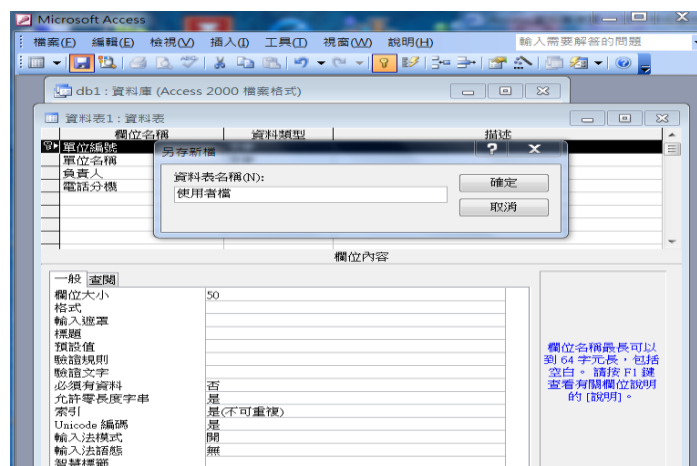 Microsoft Access
檔案(F) 編輯(E) 檢視(V) 插入(I) 工具(T) 視窗(W) 說明(H) 輸入需要解答的問題
db1 : 資料庫 (Access 2000 檔案格式)
資料表1 : 資料表
欄位名稱 資料類型 描述
單位編號
單位名稱
負責人
電話分機
另存新檔
資料表名稱(N):
使用者檔
確定
取消
欄位內容
一般 查閱
欄位大小 50
格式
輸入遮罩
標題
預設值
驗證規則
驗證文字
必須有資料 否
允許零長度字串 是
索引 是(不可重複)
Unicode 編碼 是
輸入法模式 開
輸入法語態 無
智慧標籤
欄位名稱最長可以
到 64 字元長，包括
空白。 請按 F1 鍵
查看有關欄位說明
的 [說明]。